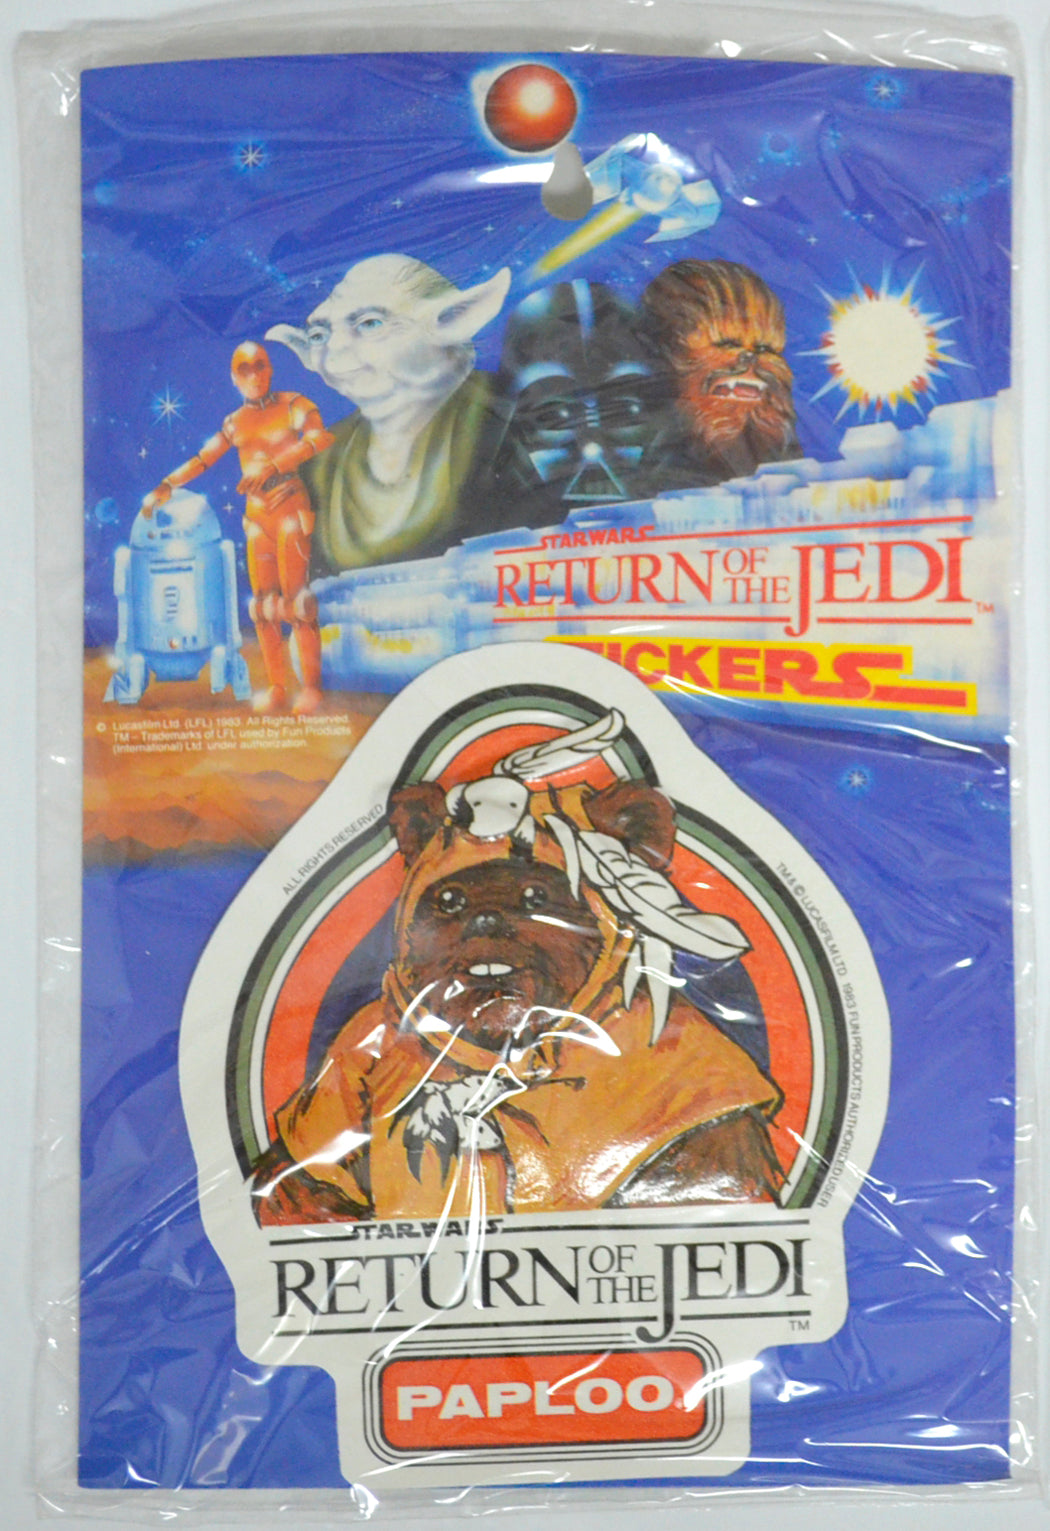 STAR WARS
RETURN OF THE JEDI
TM
STICKERS
© Lucasfilm Ltd. (LFL) 1983. All Rights Reserved.
TM – Trademarks of LFL used by Fun Products
(International) Ltd. under authorization.
ALL RIGHTS RESERVED
TM & © LUCASFILM LTD. 1983 FUN PRODUCTS AUTHORIZED USER
STAR WARS
RETURN OF THE JEDI
TM
PAPLOO